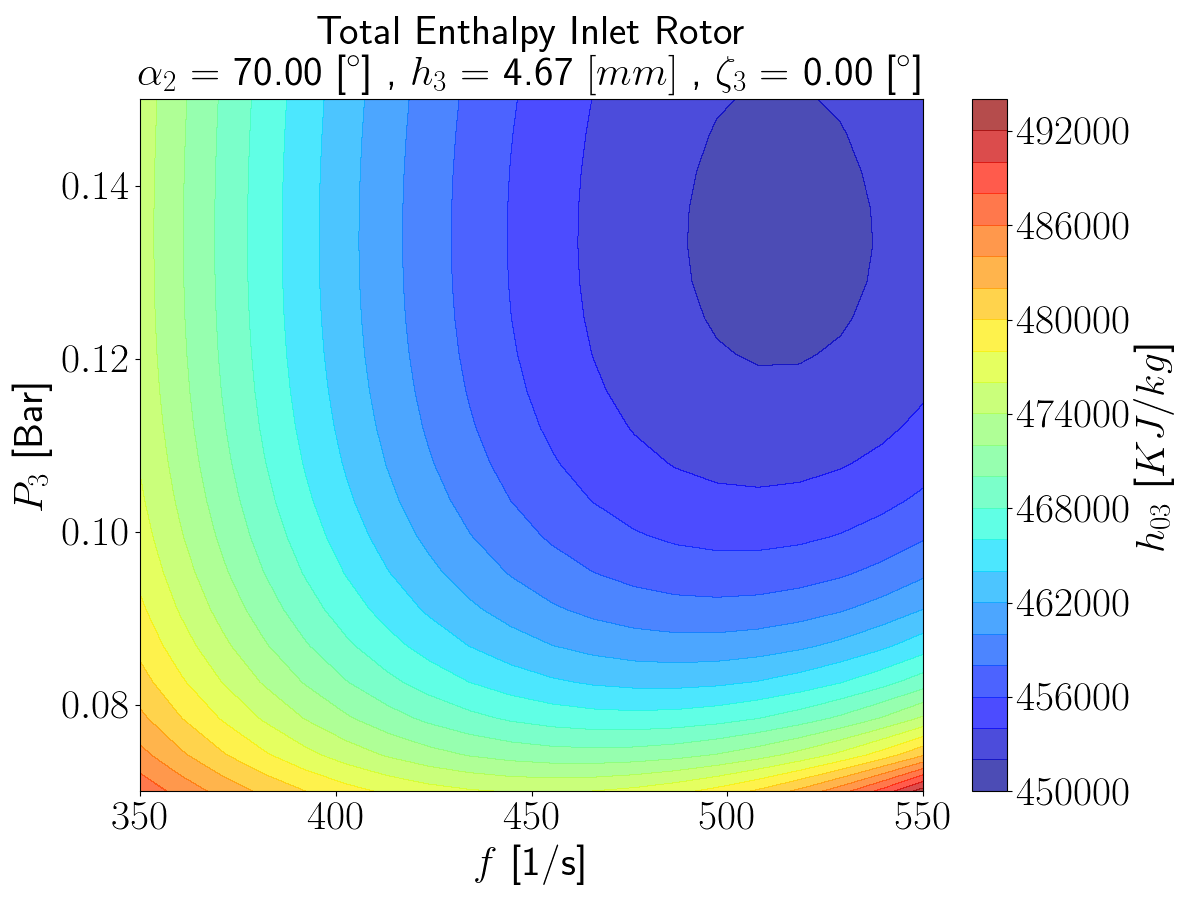 Total Enthalpy Inlet Rotor
α₂ = 70.00 [°] , h₃ = 4.67 [mm] , ζ₃ = 0.00 [°]
P₃ [Bar]
0.14
0.12
0.10
0.08
350 400 450 500 550
f [1/s]
492000
486000
480000
474000
468000
462000
456000
450000
h₀₃ [KJ/kg]